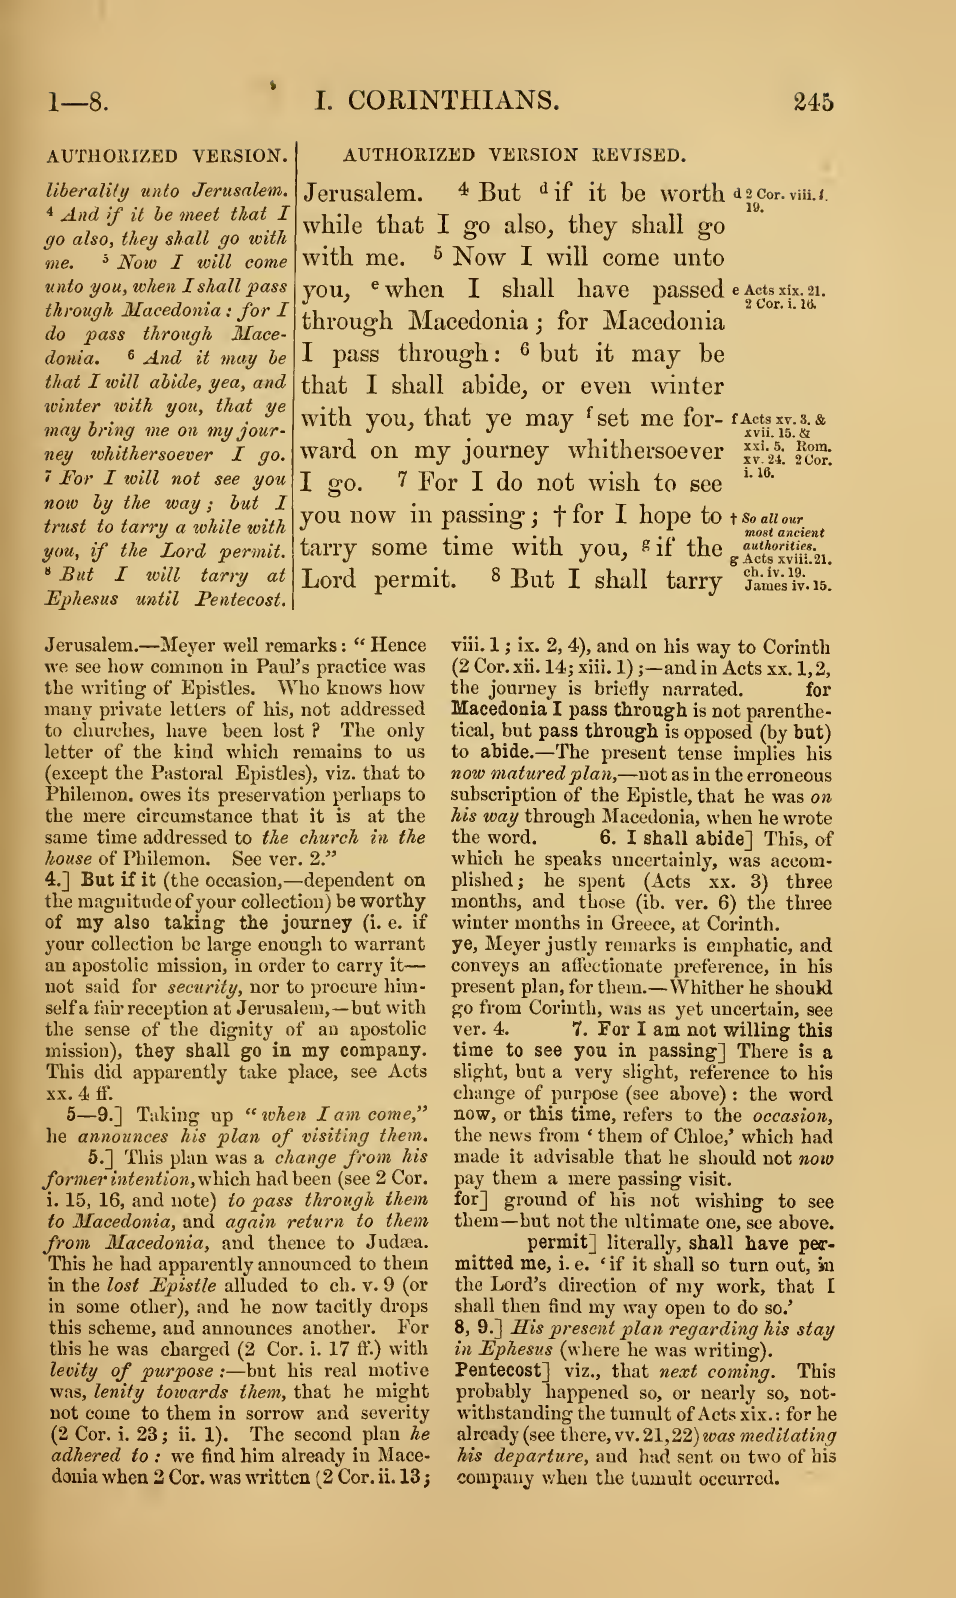 1—8.
I. CORINTHIANS.
245
AUTHORIZED VERSION.
liberality unto Jerusalem.
4 And if it be meet that I
go also, they shall go with
me. 5 Now I will come
unto you, when I shall pass
through Macedonia: for I
do pass through Mace-
donia. 6 And it may be
that I will abide, yea, and
winter with you, that ye
may bring me on my jour-
ney whithersoever I go.
7 For I will not see you
now by the way; but I
trust to tarry a while with
you, if the Lord permit.
8 But I will tarry at
Ephesus until Pentecost.
AUTHORIZED VERSION REVISED.
Jerusalem. 4 But d if it be worth
while that I go also, they shall go
with me. 5 Now I will come unto
you, e when I shall have passed
through Macedonia; for Macedonia
I pass through: 6 but it may be
that I shall abide, or even winter
with you, that ye may f set me for-
ward on my journey whithersoever
I go. 7 For I do not wish to see
you now in passing; † for I hope to
tarry some time with you, g if the
Lord permit. 8 But I shall tarry
d 2 Cor. viii. 4.
19.
e Acts xix. 21.
2 Cor. i. 16.
f Acts xv. 3. &
xvii. 15. &
xxi. 5. Rom.
xv. 24. 2 Cor.
i. 16.
† So all our
most ancient
authorities.
g Acts xviii. 21.
ch. iv. 19.
James iv. 15.
Jerusalem.—Meyer well remarks: “Hence
we see how common in Paul’s practice was
the writing of Epistles. Who knows how
many private letters of his, not addressed
to churches, have been lost? The only
letter of the kind which remains to us
(except the Pastoral Epistles), viz. that to
Philemon. owes its preservation perhaps to
the mere circumstance that it is at the
same time addressed to the church in the
house of Philemon. See ver. 2.”
4.] But if it (the occasion,—dependent on
the magnitude of your collection) be worthy
of my also taking the journey (i. e. if
your collection be large enough to warrant
an apostolic mission, in order to carry it—
not said for security, nor to procure him-
self a fair reception at Jerusalem,—but with
the sense of the dignity of an apostolic
mission), they shall go in my company.
This did apparently take place, see Acts
xx. 4 ff.
5—9.] Taking up “when I am come,”
he announces his plan of visiting them.
5.] This plan was a change from his
former intention, which had been (see 2 Cor.
i. 15, 16, and note) to pass through them
to Macedonia, and again return to them
from Macedonia, and thence to Judæa.
This he had apparently announced to them
in the lost Epistle alluded to ch. v. 9 (or
in some other), and he now tacitly drops
this scheme, and announces another. For
this he was charged (2 Cor. i. 17 ff.) with
levity of purpose:—but his real motive
was, lenity towards them, that he might
not come to them in sorrow and severity
(2 Cor. i. 23; ii. 1). The second plan he
adhered to: we find him already in Mace-
donia when 2 Cor. was written (2 Cor. ii. 13;
viii. 1; ix. 2, 4), and on his way to Corinth
(2 Cor. xii. 14; xiii. 1);—and in Acts xx. 1, 2,
the journey is briefly narrated. for
Macedonia I pass through is not parenthe-
tical, but pass through is opposed (by but)
to abide.—The present tense implies his
now matured plan,—not as in the erroneous
subscription of the Epistle, that he was on
his way through Macedonia, when he wrote
the word. 6. I shall abide] This, of
which he speaks uncertainly, was accom-
plished; he spent (Acts xx. 3) three
months, and those (ib. ver. 6) the three
winter months in Greece, at Corinth.
ye, Meyer justly remarks is emphatic, and
conveys an affectionate preference, in his
present plan, for them.—Whither he should
go from Corinth, was as yet uncertain, see
ver. 4. 7. For I am not willing this
time to see you in passing] There is a
slight, but a very slight, reference to his
change of purpose (see above): the word
now, or this time, refers to the occasion,
the news from ‘them of Chloe,’ which had
made it advisable that he should not now
pay them a mere passing visit.
for] ground of his not wishing to see
them—but not the ultimate one, see above.
permit] literally, shall have per-
mitted me, i. e. ‘if it shall so turn out, in
the Lord’s direction of my work, that I
shall then find my way open to do so.’
8, 9.] His present plan regarding his stay
in Ephesus (where he was writing).
Pentecost] viz., that next coming. This
probably happened so, or nearly so, not-
withstanding the tumult of Acts xix.: for he
already (see there, vv. 21, 22) was meditating
his departure, and had sent on two of his
company when the tumult occurred.